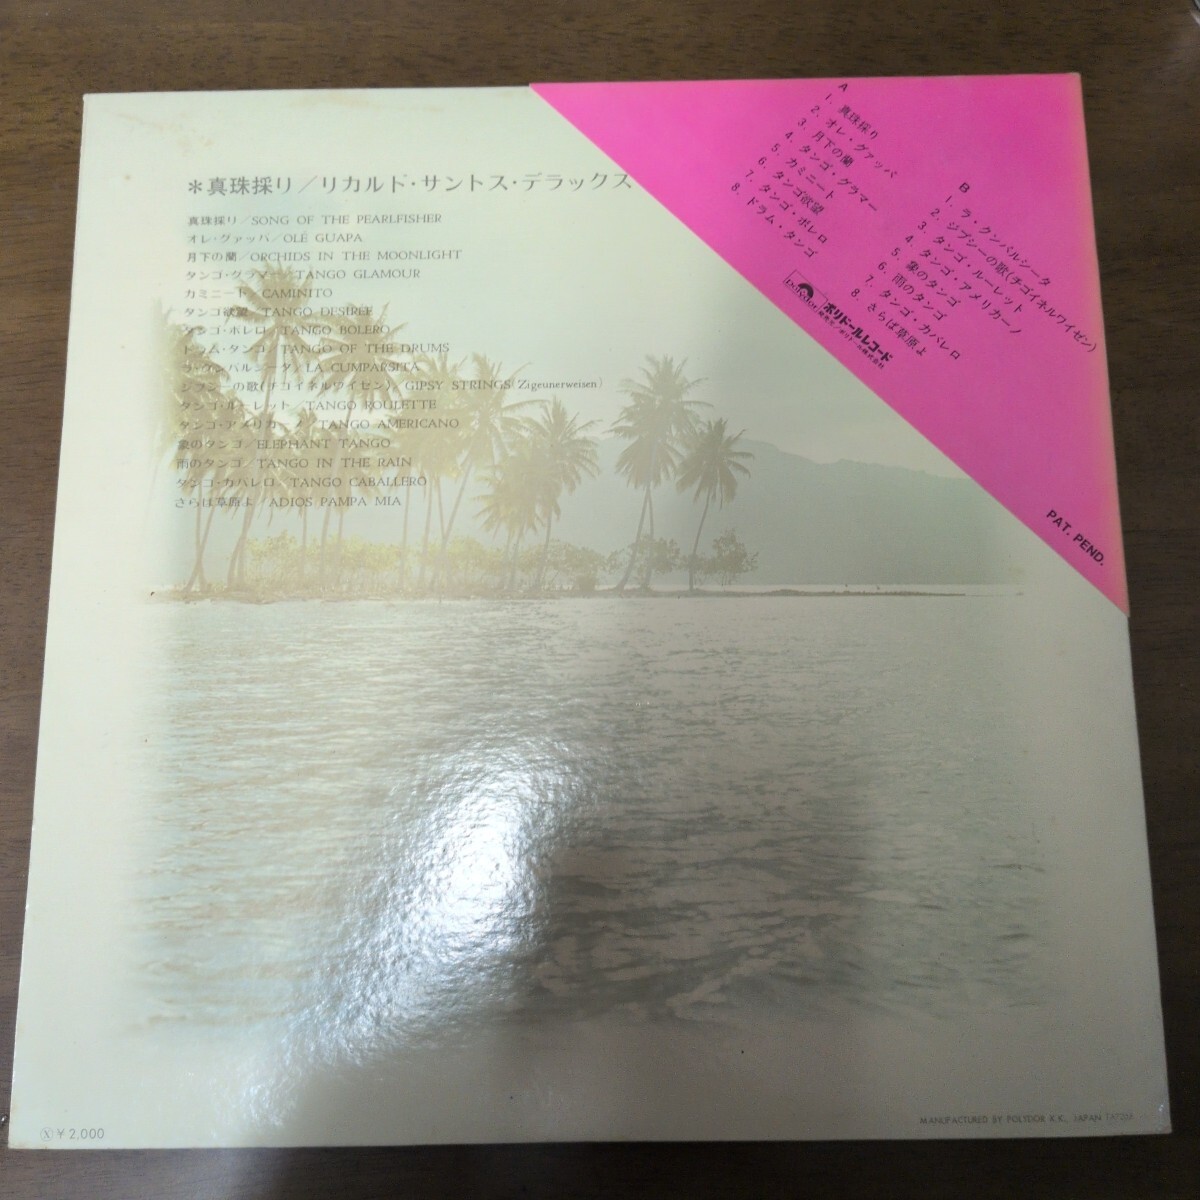 *真珠採り/リカルド・サントス・デラックス
真珠採り/SONG OF THE PEARLFISHER
オレ・グァッパ/OLÉ GUAPA
月下の蘭/ORCHIDS IN THE MOONLIGHT
タンゴ・グラマー/TANGO GLAMOUR
カミニート/CAMINITO
タンゴ欲望/TANGO DESIRÉE
タンゴ・ボレロ/TANGO BOLERO
ドラム・タンゴ/TANGO OF THE DRUMS
ラ・クンパルシータ/LA CUMPARSITA
ジプシーの歌(チゴイネルワイゼン)/GIPSY STRINGS(Zigeunerweisen)
タンゴ・ルーレット/TANGO ROULETTE
タンゴ・アメリカーノ/TANGO AMERICANO
象のタンゴ/ELEPHANT TANGO
雨のタンゴ/TANGO IN THE RAIN
タンゴ・カバレロ/TANGO CABALLERO
さらば草原よ/ADIOS PAMPA MIA
A
1. 真珠採り
2. オレ・グァッパ
3. 月下の蘭
4. タンゴ・グラマー
5. カミニート
6. タンゴ欲望
7. タンゴ・ボレロ
8. ドラム・タンゴ
B
1. ラ・クンパルシータ
2. ジプシーの歌(チゴイネルワイゼン)
3. タンゴ・ルーレット
4. タンゴ・アメリカーノ
5. 象のタンゴ
6. 雨のタンゴ
7. タンゴ・カバレロ
8. さらば草原よ
Polydor
ポリドールレコード
発売元/ポリドール株式会社
PAT. PEND.
Ⓧ¥2,000
MANUFACTURED BY POLYDOR K.K., JAPAN